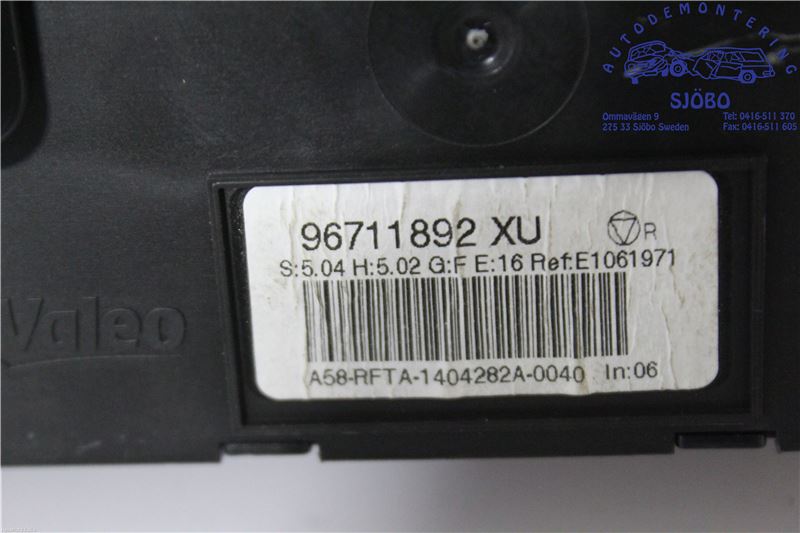 AUTODEMONTERING
SJÖBO
Ommavägen 9
275 33 Sjöbo Sweden
Tel: 0416-511 370
Fax: 0416-511 605
96711892 XU
R
S:5.04 H:5.02 G:F E:16 Ref:E1061971
A58-RFTA-1404282A-0040 In:06
Valeo